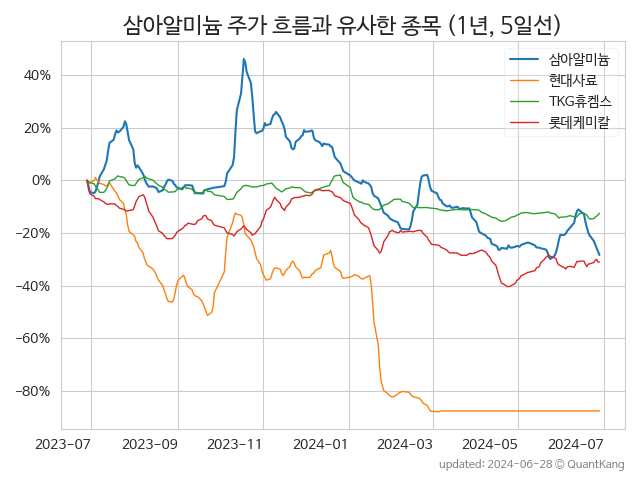 삼아알미늄 주가 흐름과 유사한 종목 (1년, 5일선)
삼아알미늄
현대사료
TKG휴켐스
롯데케미칼
40%
20%
0%
−20%
−40%
−60%
−80%
2023-07
2023-09
2023-11
2024-01
2024-03
2024-05
2024-07
updated: 2024-06-28 © QuantKang